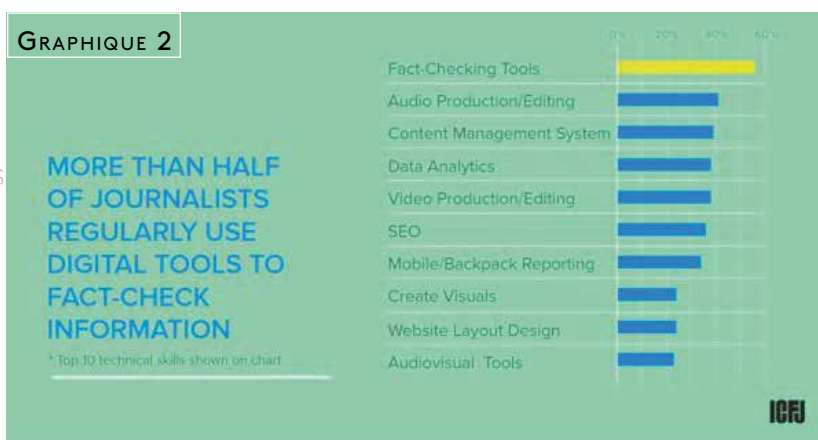 GRAPHIQUE 2
MORE THAN HALF
OF JOURNALISTS
REGULARLY USE
DIGITAL TOOLS TO
FACT-CHECK
INFORMATION
* Top 10 technical skills shown on chart
0% 20% 40% 60%
Fact-Checking Tools
Audio Production/Editing
Content Management System
Data Analytics
Video Production/Editing
SEO
Mobile/Backpack Reporting
Create Visuals
Website Layout Design
Audiovisual Tools
ICFJ